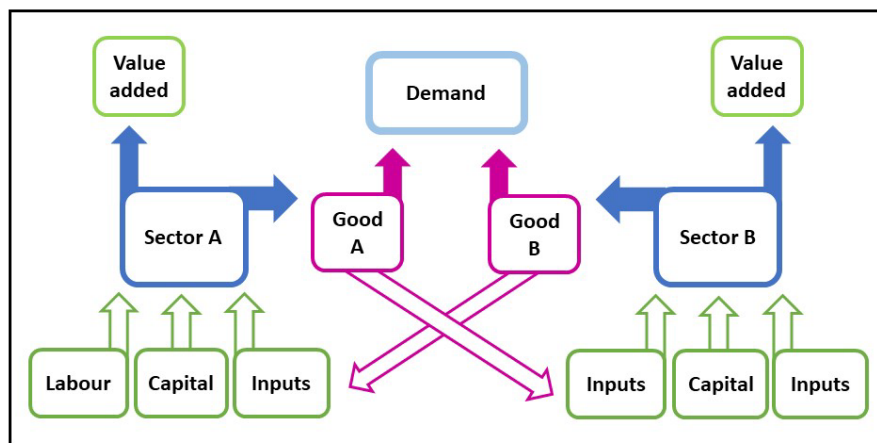 Value
added
Demand
Value
added
Sector A
Good
A
Good
B
Sector B
Labour
Capital
Inputs
Inputs
Capital
Inputs